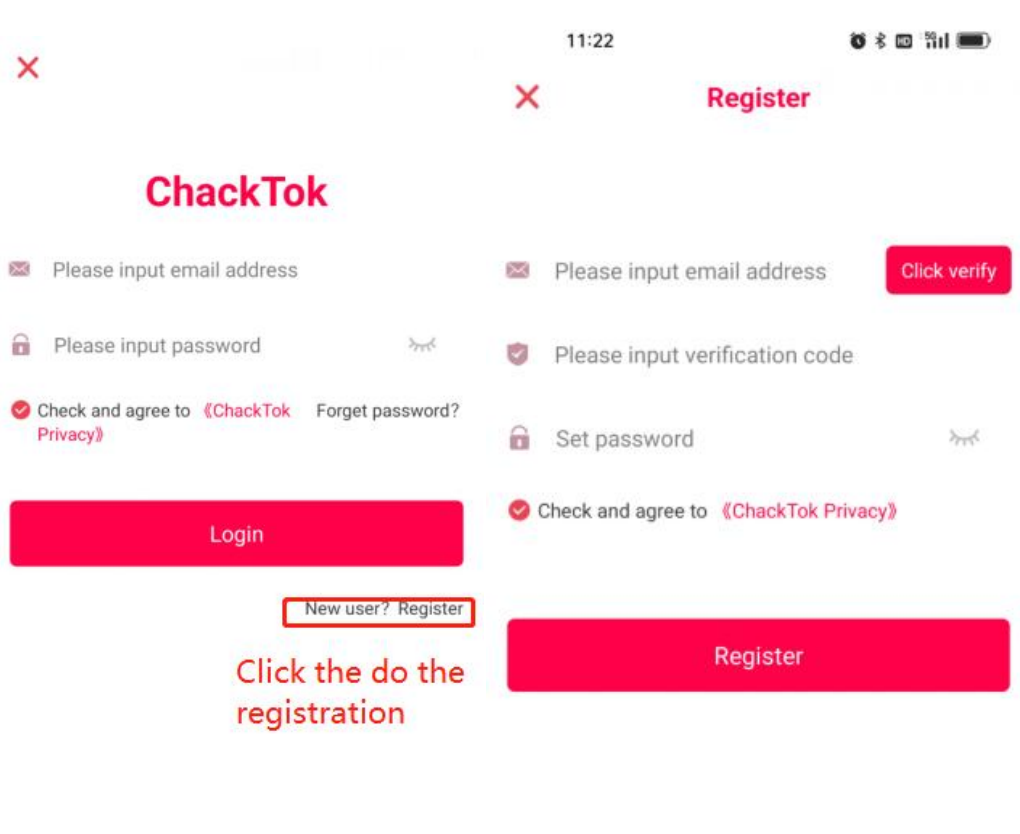 ChackTok
Please input email address
Please input password
Check and agree to 《ChackTok Forget password?
Privacy》
Login
New user? Register
Click the do the
registration
11:22
HD 5G
Register
Please input email address Click verify
Please input verification code
Set password
Check and agree to 《ChackTok Privacy》
Register